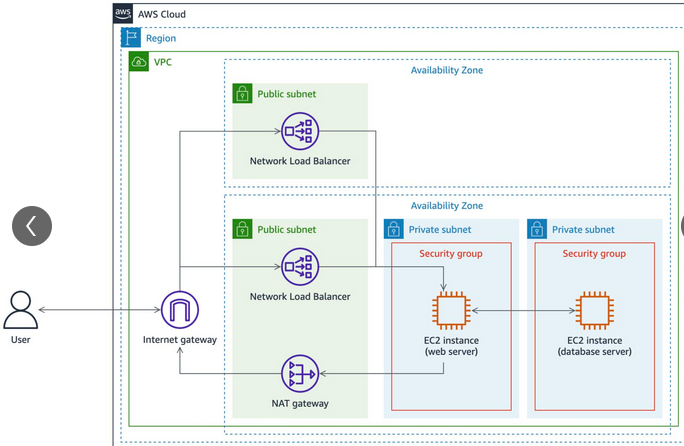 aws
AWS Cloud
Region
VPC
Availability Zone
Public subnet
Network Load Balancer
Availability Zone
Public subnet
Private subnet
Private subnet
Security group
Security group
Network Load Balancer
User
Internet gateway
EC2 instance
(web server)
EC2 instance
(database server)
NAT gateway